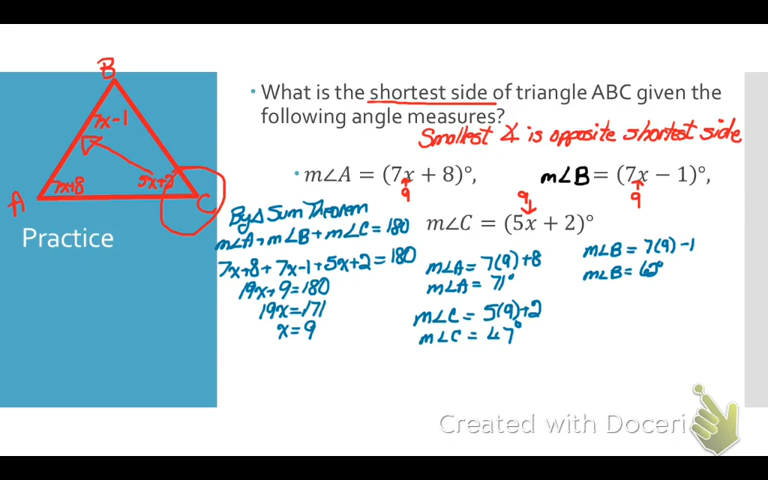 B
• What is the shortest side of triangle ABC given the
following angle measures?
Smallest ∡ is opposite shortest side
7x-1
7x+8
5x+2
A
C
• m∠A = (7x + 8)°,
m∠B = (7x − 1)°,
9
9
9
m∠C = (5x + 2)°
Practice
By Δ Sum Theorem
m∠A+m∠B+m∠C=180
7x+8+7x-1+5x+2=180
19x+9=180
19x=171
x=9
m∠A = 7(9)+8
m∠A = 71°
m∠C = 5(9)+2
m∠C = 47°
m∠B = 7(9)-1
m∠B = 62°
Created with Doceri